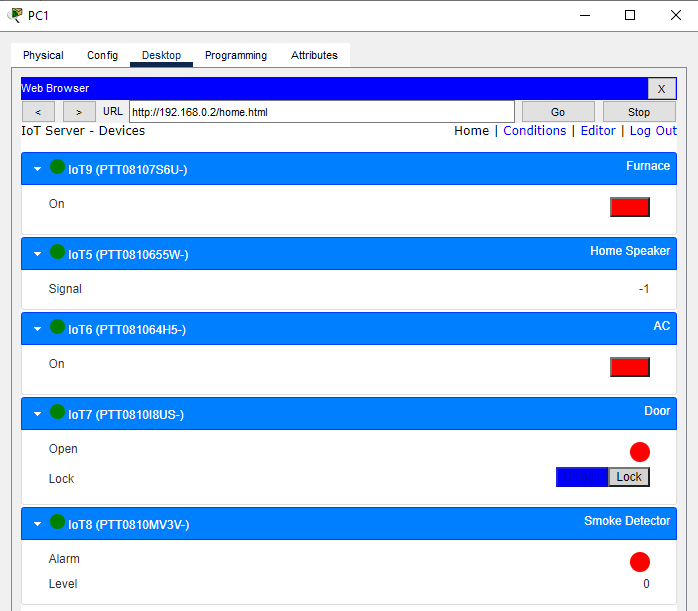 PC1
Physical Config Desktop Programming Attributes
Web Browser X
< > URL http://192.168.0.2/home.html Go Stop
IoT Server - Devices Home | Conditions | Editor | Log Out
IoT9 (PTT08107S6U-) Furnace
On
IoT5 (PTT0810655W-) Home Speaker
Signal -1
IoT6 (PTT081064H5-) AC
On
IoT7 (PTT0810I8US-) Door
Open
Lock Lock
IoT8 (PTT0810MV3V-) Smoke Detector
Alarm
Level 0